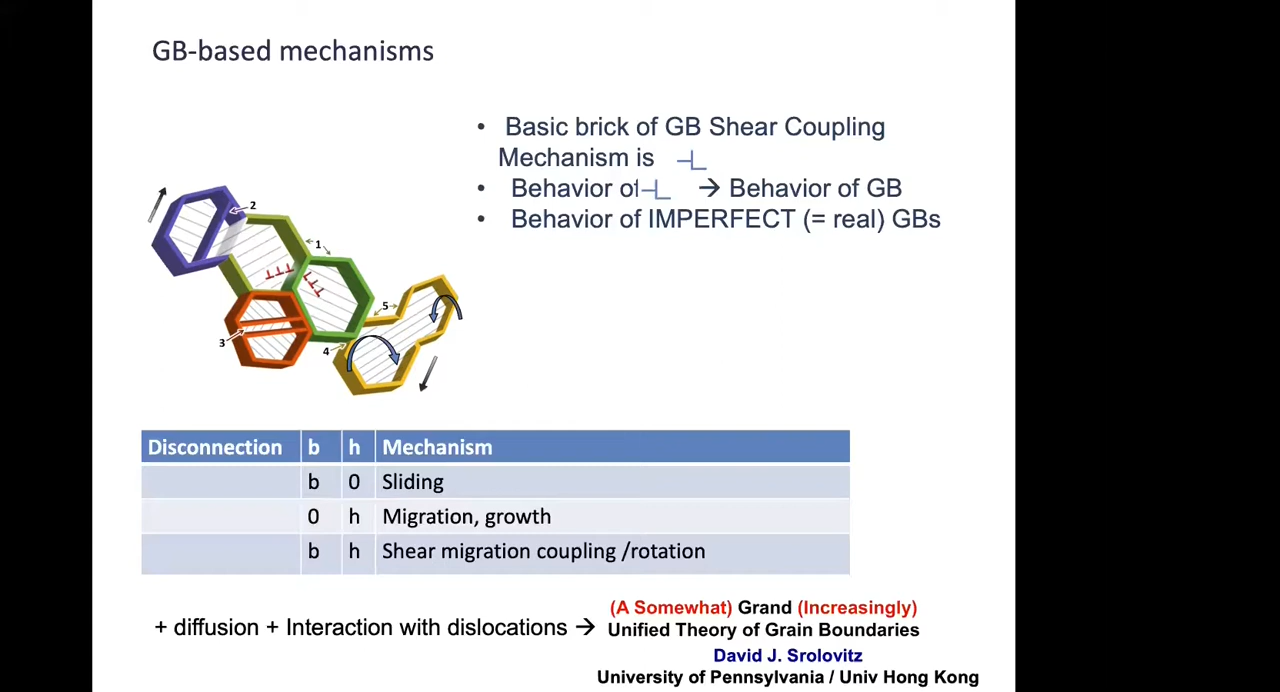 GB-based mechanisms
• Basic brick of GB Shear Coupling
Mechanism is
• Behavior of → Behavior of GB
• Behavior of IMPERFECT (= real) GBs
2
1
5
3
4
Disconnection b h Mechanism
b 0 Sliding
0 h Migration, growth
b h Shear migration coupling /rotation
+ diffusion + Interaction with dislocations →
(A Somewhat) Grand (Increasingly)
Unified Theory of Grain Boundaries
David J. Srolovitz
University of Pennsylvania / Univ Hong Kong